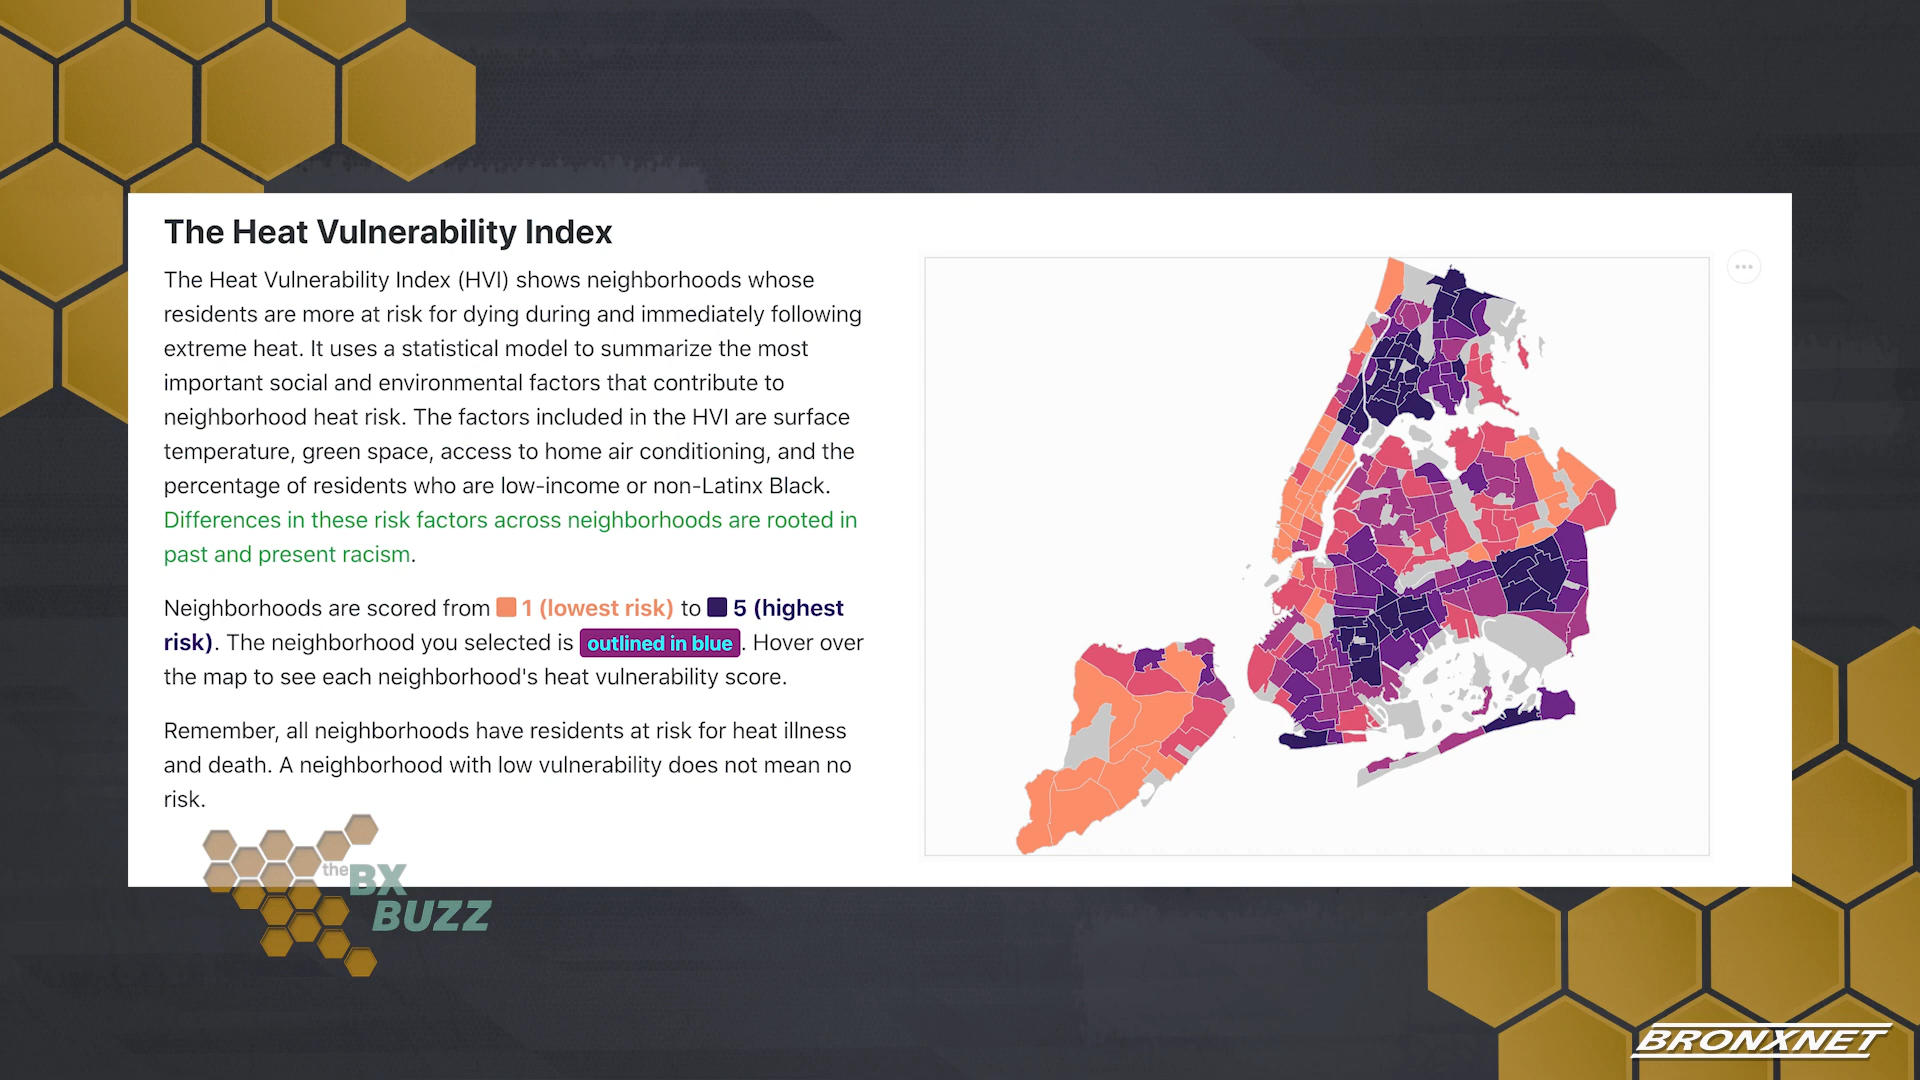 The Heat Vulnerability Index
The Heat Vulnerability Index (HVI) shows neighborhoods whose
residents are more at risk for dying during and immediately following
extreme heat. It uses a statistical model to summarize the most
important social and environmental factors that contribute to
neighborhood heat risk. The factors included in the HVI are surface
temperature, green space, access to home air conditioning, and the
percentage of residents who are low-income or non-Latinx Black.
Differences in these risk factors across neighborhoods are rooted in
past and present racism.
Neighborhoods are scored from 1 (lowest risk) to 5 (highest
risk). The neighborhood you selected is outlined in blue. Hover over
the map to see each neighborhood's heat vulnerability score.
Remember, all neighborhoods have residents at risk for heat illness
and death. A neighborhood with low vulnerability does not mean no
risk.
the BX
BUZZ
BRONXNET